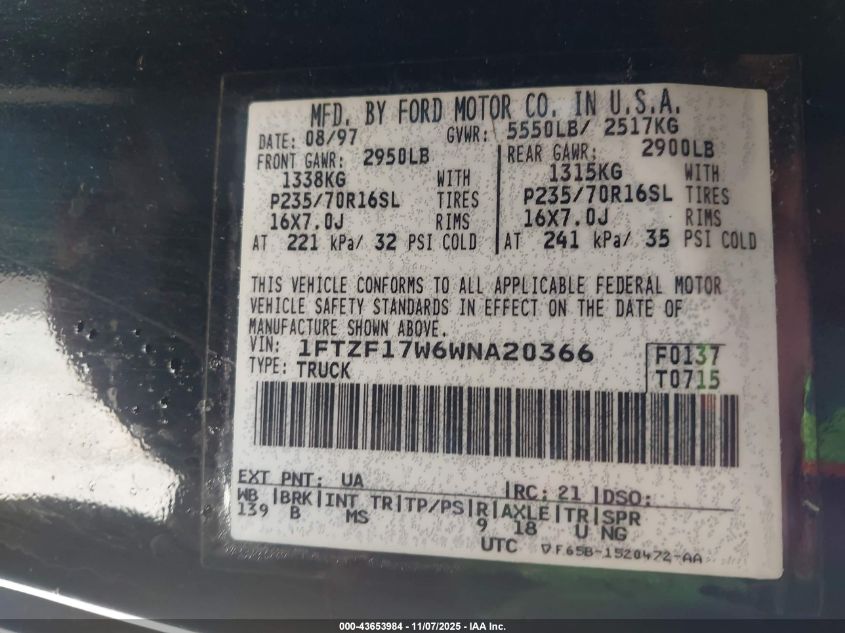 MFD. BY FORD MOTOR CO. IN U.S.A.
DATE: 08/97 GVWR: 5550LB/ 2517KG
FRONT GAWR: 2950LB REAR GAWR: 2900LB
1338KG WITH 1315KG WITH
P235/70R16SL TIRES P235/70R16SL TIRES
16X7.0J RIMS 16X7.0J RIMS
AT 221 kPa/ 32 PSI COLD AT 241 kPa/ 35 PSI COLD
THIS VEHICLE CONFORMS TO ALL APPLICABLE FEDERAL MOTOR
VEHICLE SAFETY STANDARDS IN EFFECT ON THE DATE OF
MANUFACTURE SHOWN ABOVE.
VIN: 1FTZF17W6WNA20366 F0137
TYPE: TRUCK T0715
EXT PNT: UA RC: 21 DSO:
WB |BRK|INT TR|TP/PS|R|AXLE|TR|SPR
139 B MS 9 18 U NG
UTC ▽F65B-1520472-AA
000-43653984 - 11/07/2025 - IAA Inc.